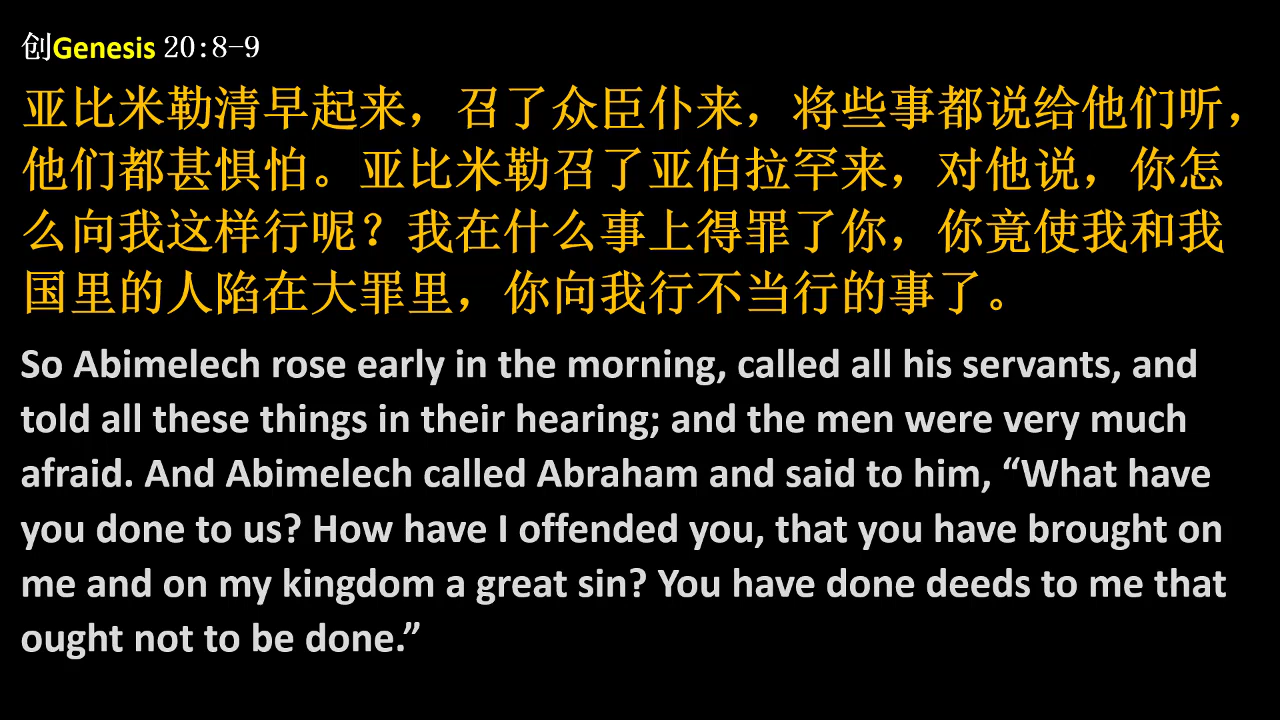 创Genesis 20:8-9
亚比米勒清早起来，召了众臣仆来，将些事都说给他们听，
他们都甚惧怕。亚比米勒召了亚伯拉罕来，对他说，你怎
么向我这样行呢？我在什么事上得罪了你，你竟使我和我
国里的人陷在大罪里，你向我行不当行的事了。
So Abimelech rose early in the morning, called all his servants, and
told all these things in their hearing; and the men were very much
afraid. And Abimelech called Abraham and said to him, “What have
you done to us? How have I offended you, that you have brought on
me and on my kingdom a great sin? You have done deeds to me that
ought not to be done.”